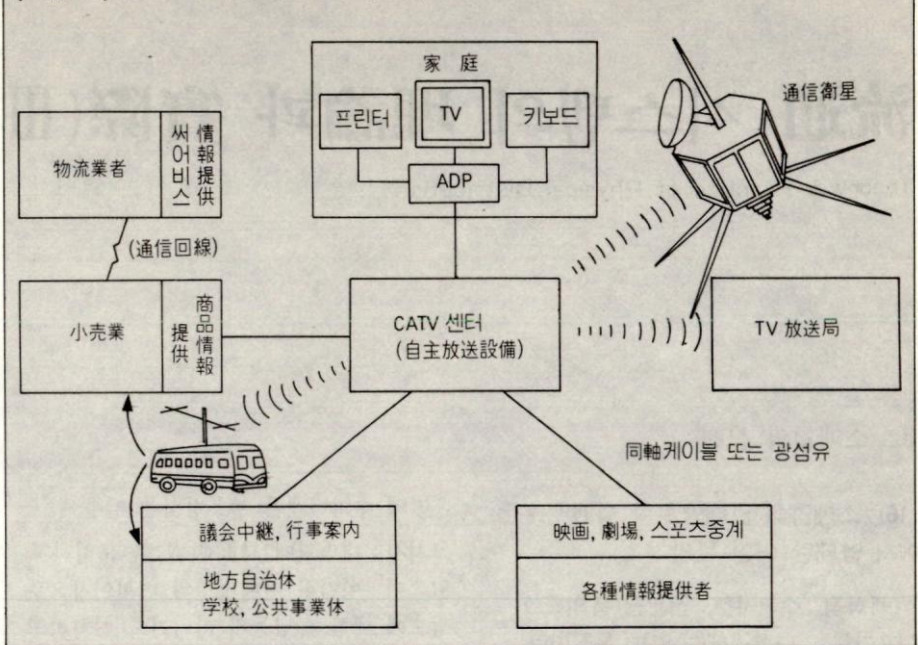 家 庭
프린터
TV
키보드
ADP
通信衛星
物流業者
情報提供
써어비스
(通信回線)
小売業
商品情報
提供
CATV 센터
(自主放送設備)
TV 放送局
同軸케이블 또는 광섬유
議会中継, 行事案内
地方自治体
学校, 公共事業体
映画, 劇場, スポーツ중계
各種情報提供者